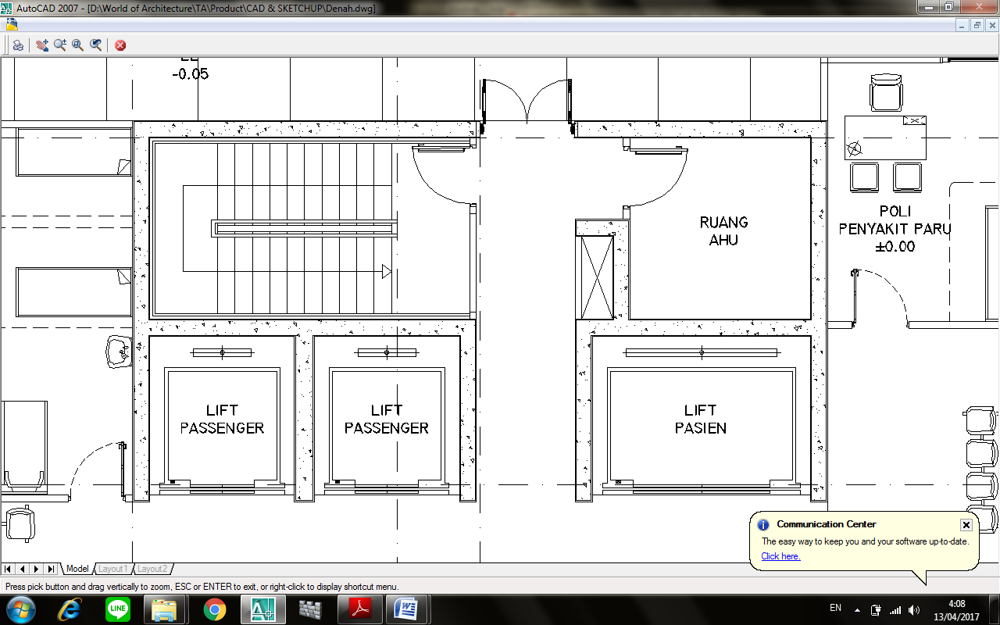 AutoCAD 2007 - [D:\World of Architecture\TA\Product\CAD & SKETCHUP\Denah.dwg]
-0.05
RUANG
AHU
POLI
PENYAKIT PARU
±0.00
LIFT
PASSENGER
LIFT
PASSENGER
LIFT
PASIEN
Communication Center
The easy way to keep you and your software up-to-date.
Click here.
Model
Layout1
Layout2
Press pick button and drag vertically to zoom, ESC or ENTER to exit, or right-click to display shortcut menu.
LINE
EN
4:08
13/04/2017